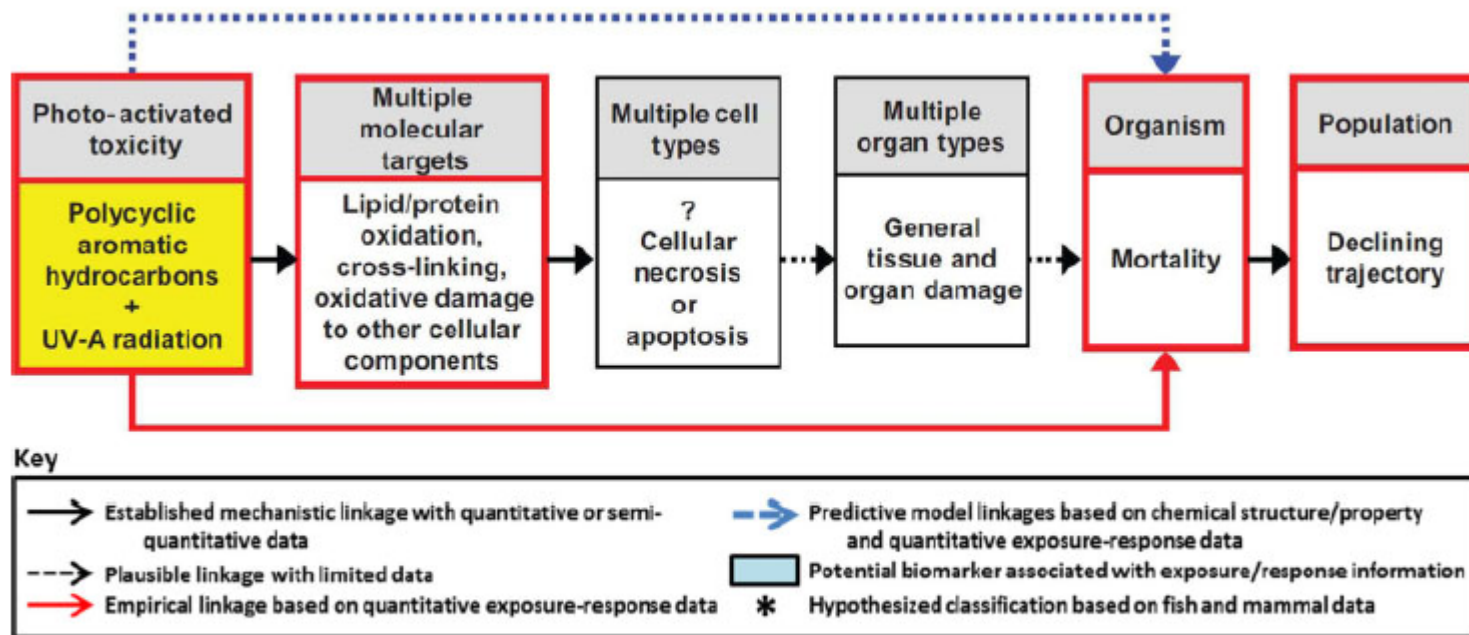 Photo- activated
toxicity
Polycyclic
aromatic
hydrocarbons
+
UV-A radiation
Multiple
molecular
targets
Lipid/protein
oxidation,
cross-linking,
oxidative damage
to other cellular
components
Multiple cell
types
?
Cellular
necrosis
or
apoptosis
Multiple
organ types
General
tissue and
organ damage
Organism
Mortality
Population
Declining
trajectory
Key
Established mechanistic linkage with quantitative or semi-
quantitative data
Plausible linkage with limited data
Empirical linkage based on quantitative exposure-response data
Predictive model linkages based on chemical structure/property
and quantitative exposure-response data
Potential biomarker associated with exposure/response information
* Hypothesized classification based on fish and mammal data